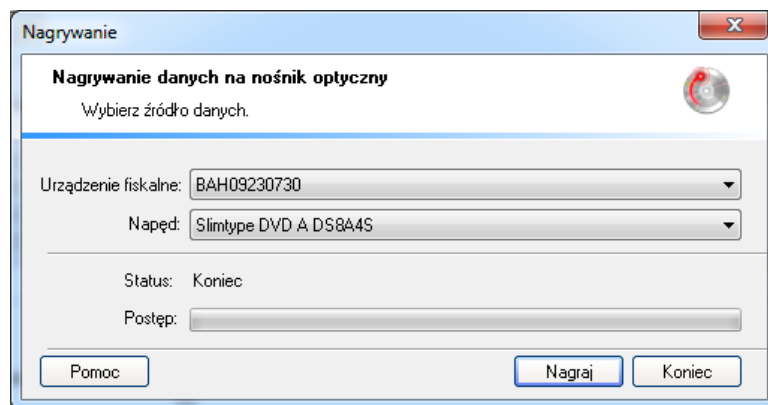 Nagrywanie
Nagrywanie danych na nośnik optyczny
Wybierz źródło danych.
Urządzenie fiskalne: BAH09230730
Napęd: Slimtype DVD A DS8A4S
Status: Koniec
Postęp:
Pomoc Nagraj Koniec